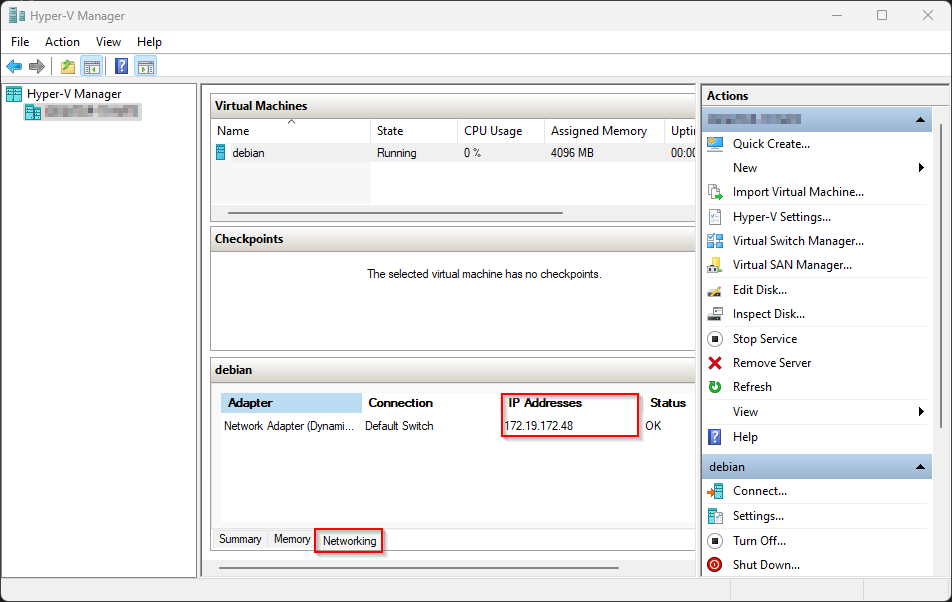 Hyper-V Manager
File Action View Help
Hyper-V Manager
Virtual Machines
Name State CPU Usage Assigned Memory Uptir
debian Running 0 % 4096 MB 00:00
Checkpoints
The selected virtual machine has no checkpoints.
debian
Adapter Connection IP Addresses Status
Network Adapter (Dynami... Default Switch 172.19.172.48 OK
Summary Memory Networking
Actions
Quick Create...
New
Import Virtual Machine...
Hyper-V Settings...
Virtual Switch Manager...
Virtual SAN Manager...
Edit Disk...
Inspect Disk...
Stop Service
Remove Server
Refresh
View
Help
debian
Connect...
Settings...
Turn Off...
Shut Down...